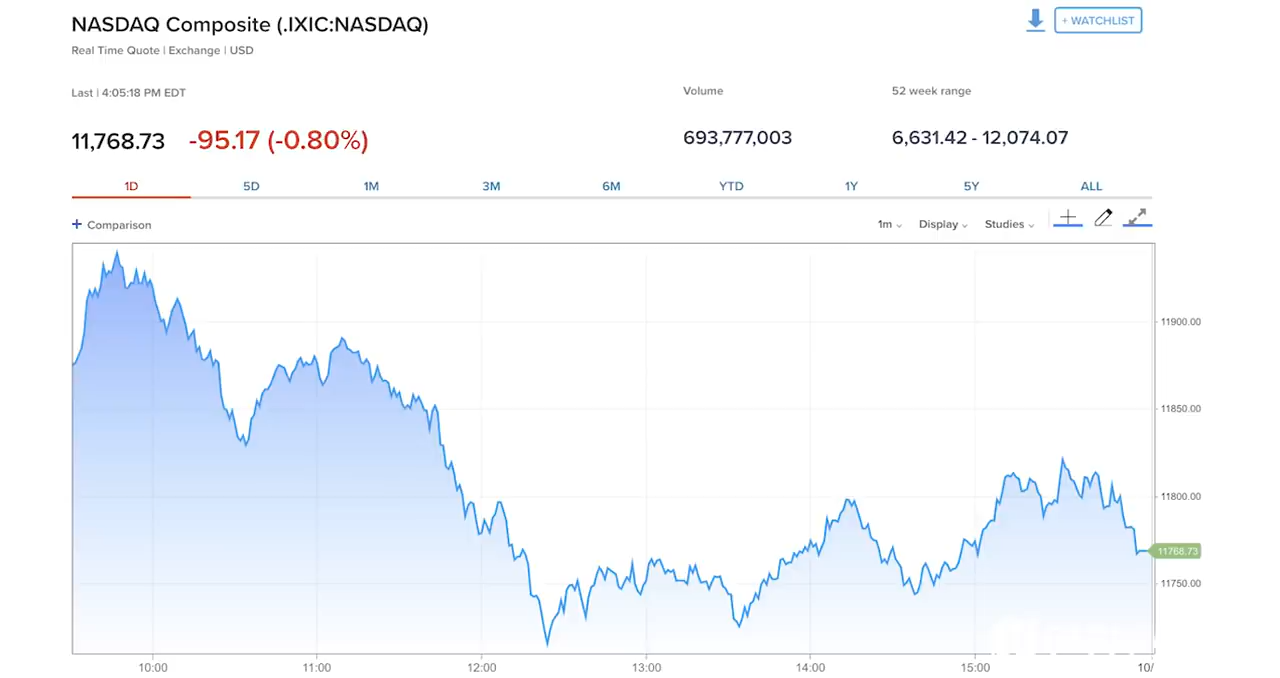 NASDAQ Composite (.IXIC:NASDAQ)
+ WATCHLIST
Real Time Quote | Exchange | USD
Last | 4:05:18 PM EDT
Volume
52 week range
11,768.73 -95.17 (-0.80%)
693,777,003
6,631.42 - 12,074.07
1D 5D 1M 3M 6M YTD 1Y 5Y ALL
+ Comparison
1m Display Studies
11900.00
11850.00
11800.00
11768.73
11750.00
10:00 11:00 12:00 13:00 14:00 15:00 10/